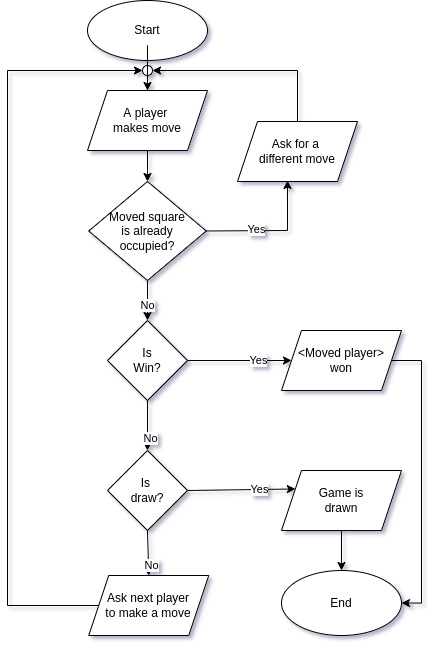 Start
A player
makes move
Ask for a
different move
Moved square
is already
occupied?
Yes
No
Is
Win?
Yes
<Moved player>
won
No
Is
draw?
Yes
Game is
drawn
No
Ask next player
to make a move
End